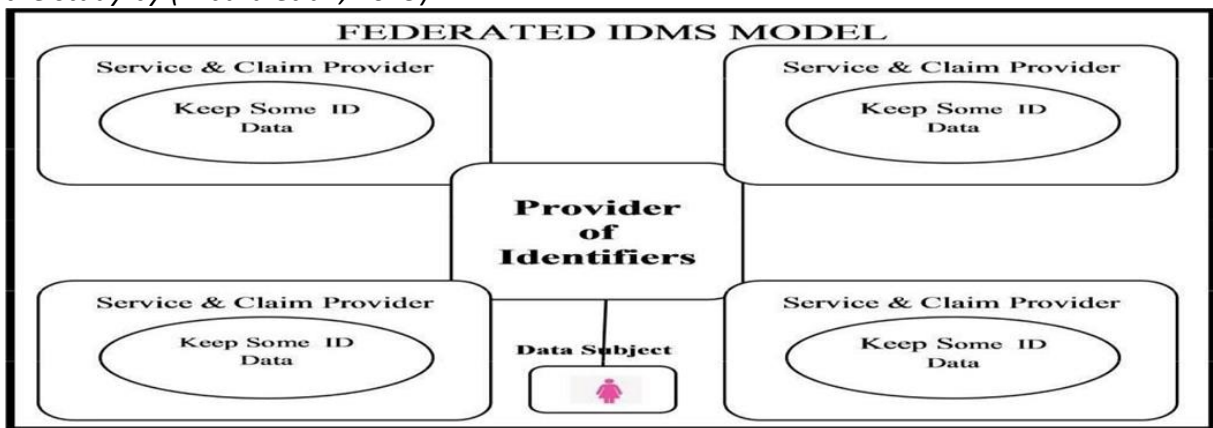 FEDERATED IDMS MODEL
Service & Claim Provider
Keep Some ID
Data
Service & Claim Provider
Keep Some ID
Data
Provider
of
Identifiers
Service & Claim Provider
Keep Some ID
Data
Service & Claim Provider
Keep Some ID
Data
Data Subject